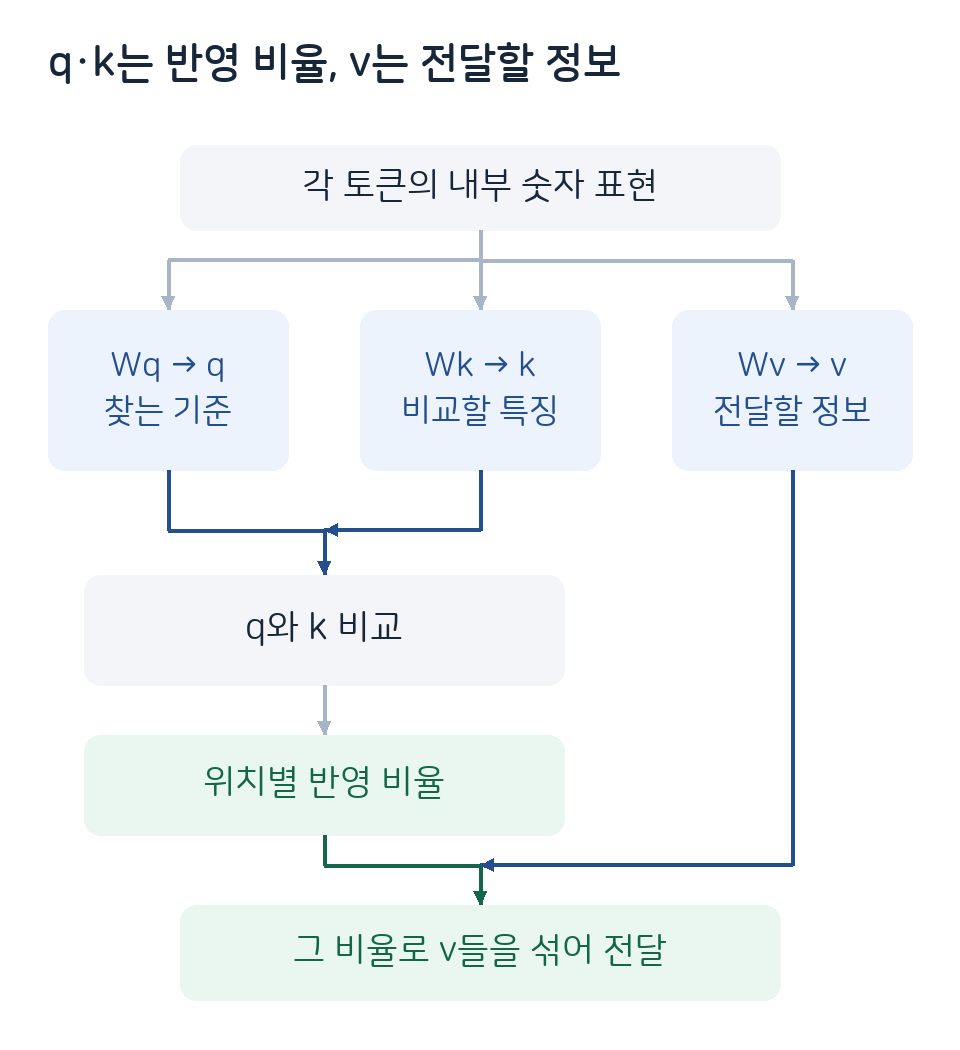 q·k는 반영 비율, v는 전달할 정보
각 토큰의 내부 숫자 표현
Wq → q
찾는 기준
Wk → k
비교할 특징
Wv → v
전달할 정보
q와 k 비교
위치별 반영 비율
그 비율로 v들을 섞어 전달